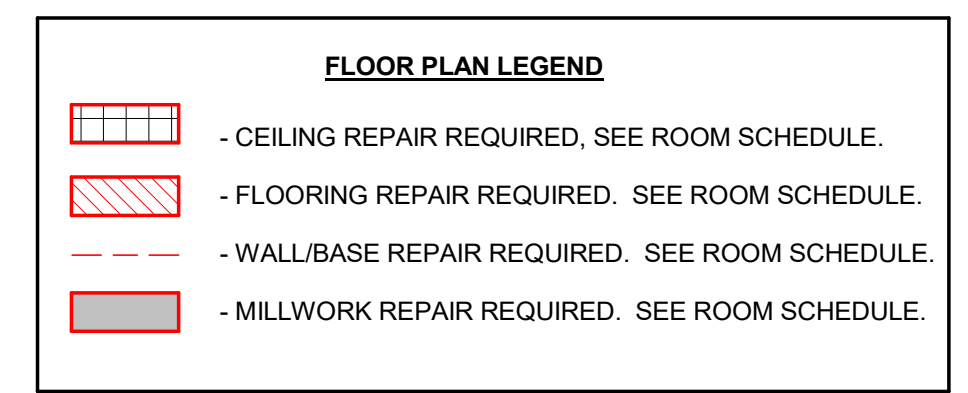 FLOOR PLAN LEGEND
- CEILING REPAIR REQUIRED, SEE ROOM SCHEDULE.
- FLOORING REPAIR REQUIRED.  SEE ROOM SCHEDULE.
- WALL/BASE REPAIR REQUIRED.  SEE ROOM SCHEDULE.
- MILLWORK REPAIR REQUIRED.  SEE ROOM SCHEDULE.